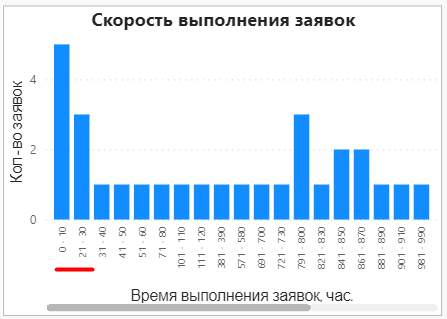 Скорость выполнения заявок
Кол-во заявок
4
2
0
0 - 10
21 - 30
31 - 40
41 - 50
51 - 60
71 - 80
101 - 110
111 - 120
381 - 390
571 - 580
691 - 700
721 - 730
791 - 800
821 - 830
841 - 850
861 - 870
881 - 890
901 - 910
981 - 990
Время выполнения заявок, час.